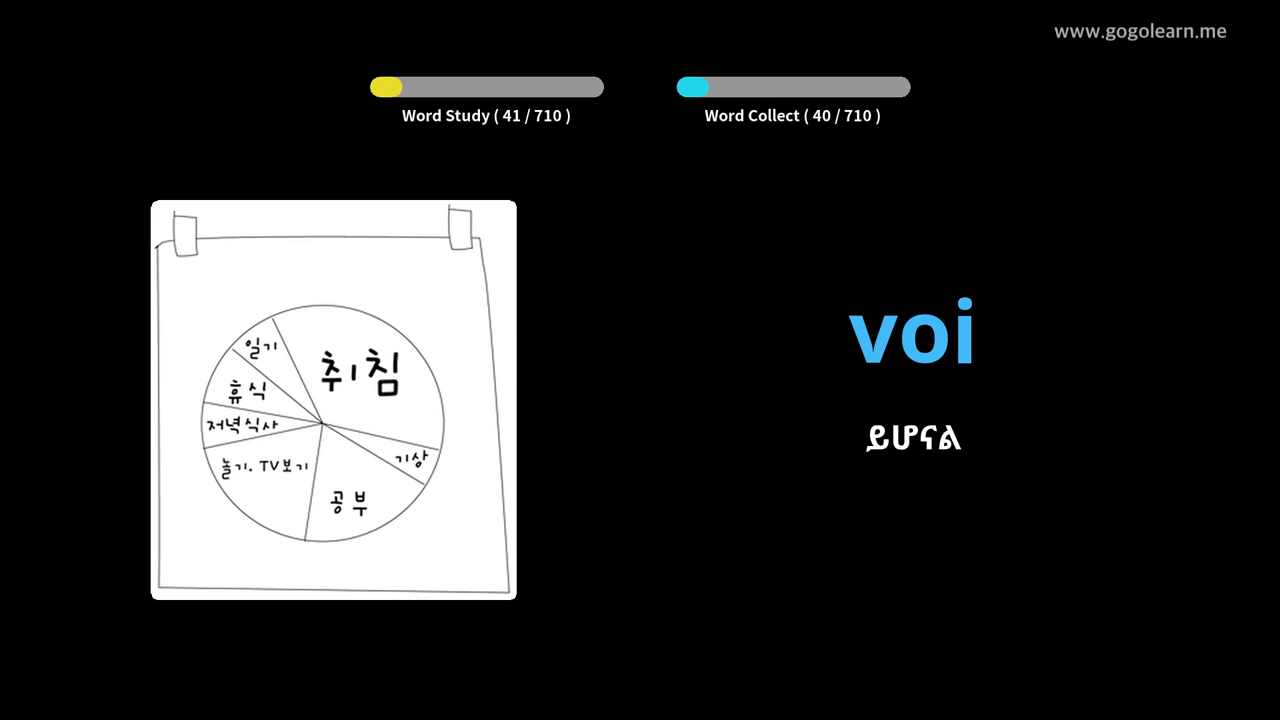 www.gogolearn.me
Word Study ( 41 / 710 )
Word Collect ( 40 / 710 )
일기
취침
휴식
저녁식사
놀기. TV보기
기상
공부
voi
ይሆናል